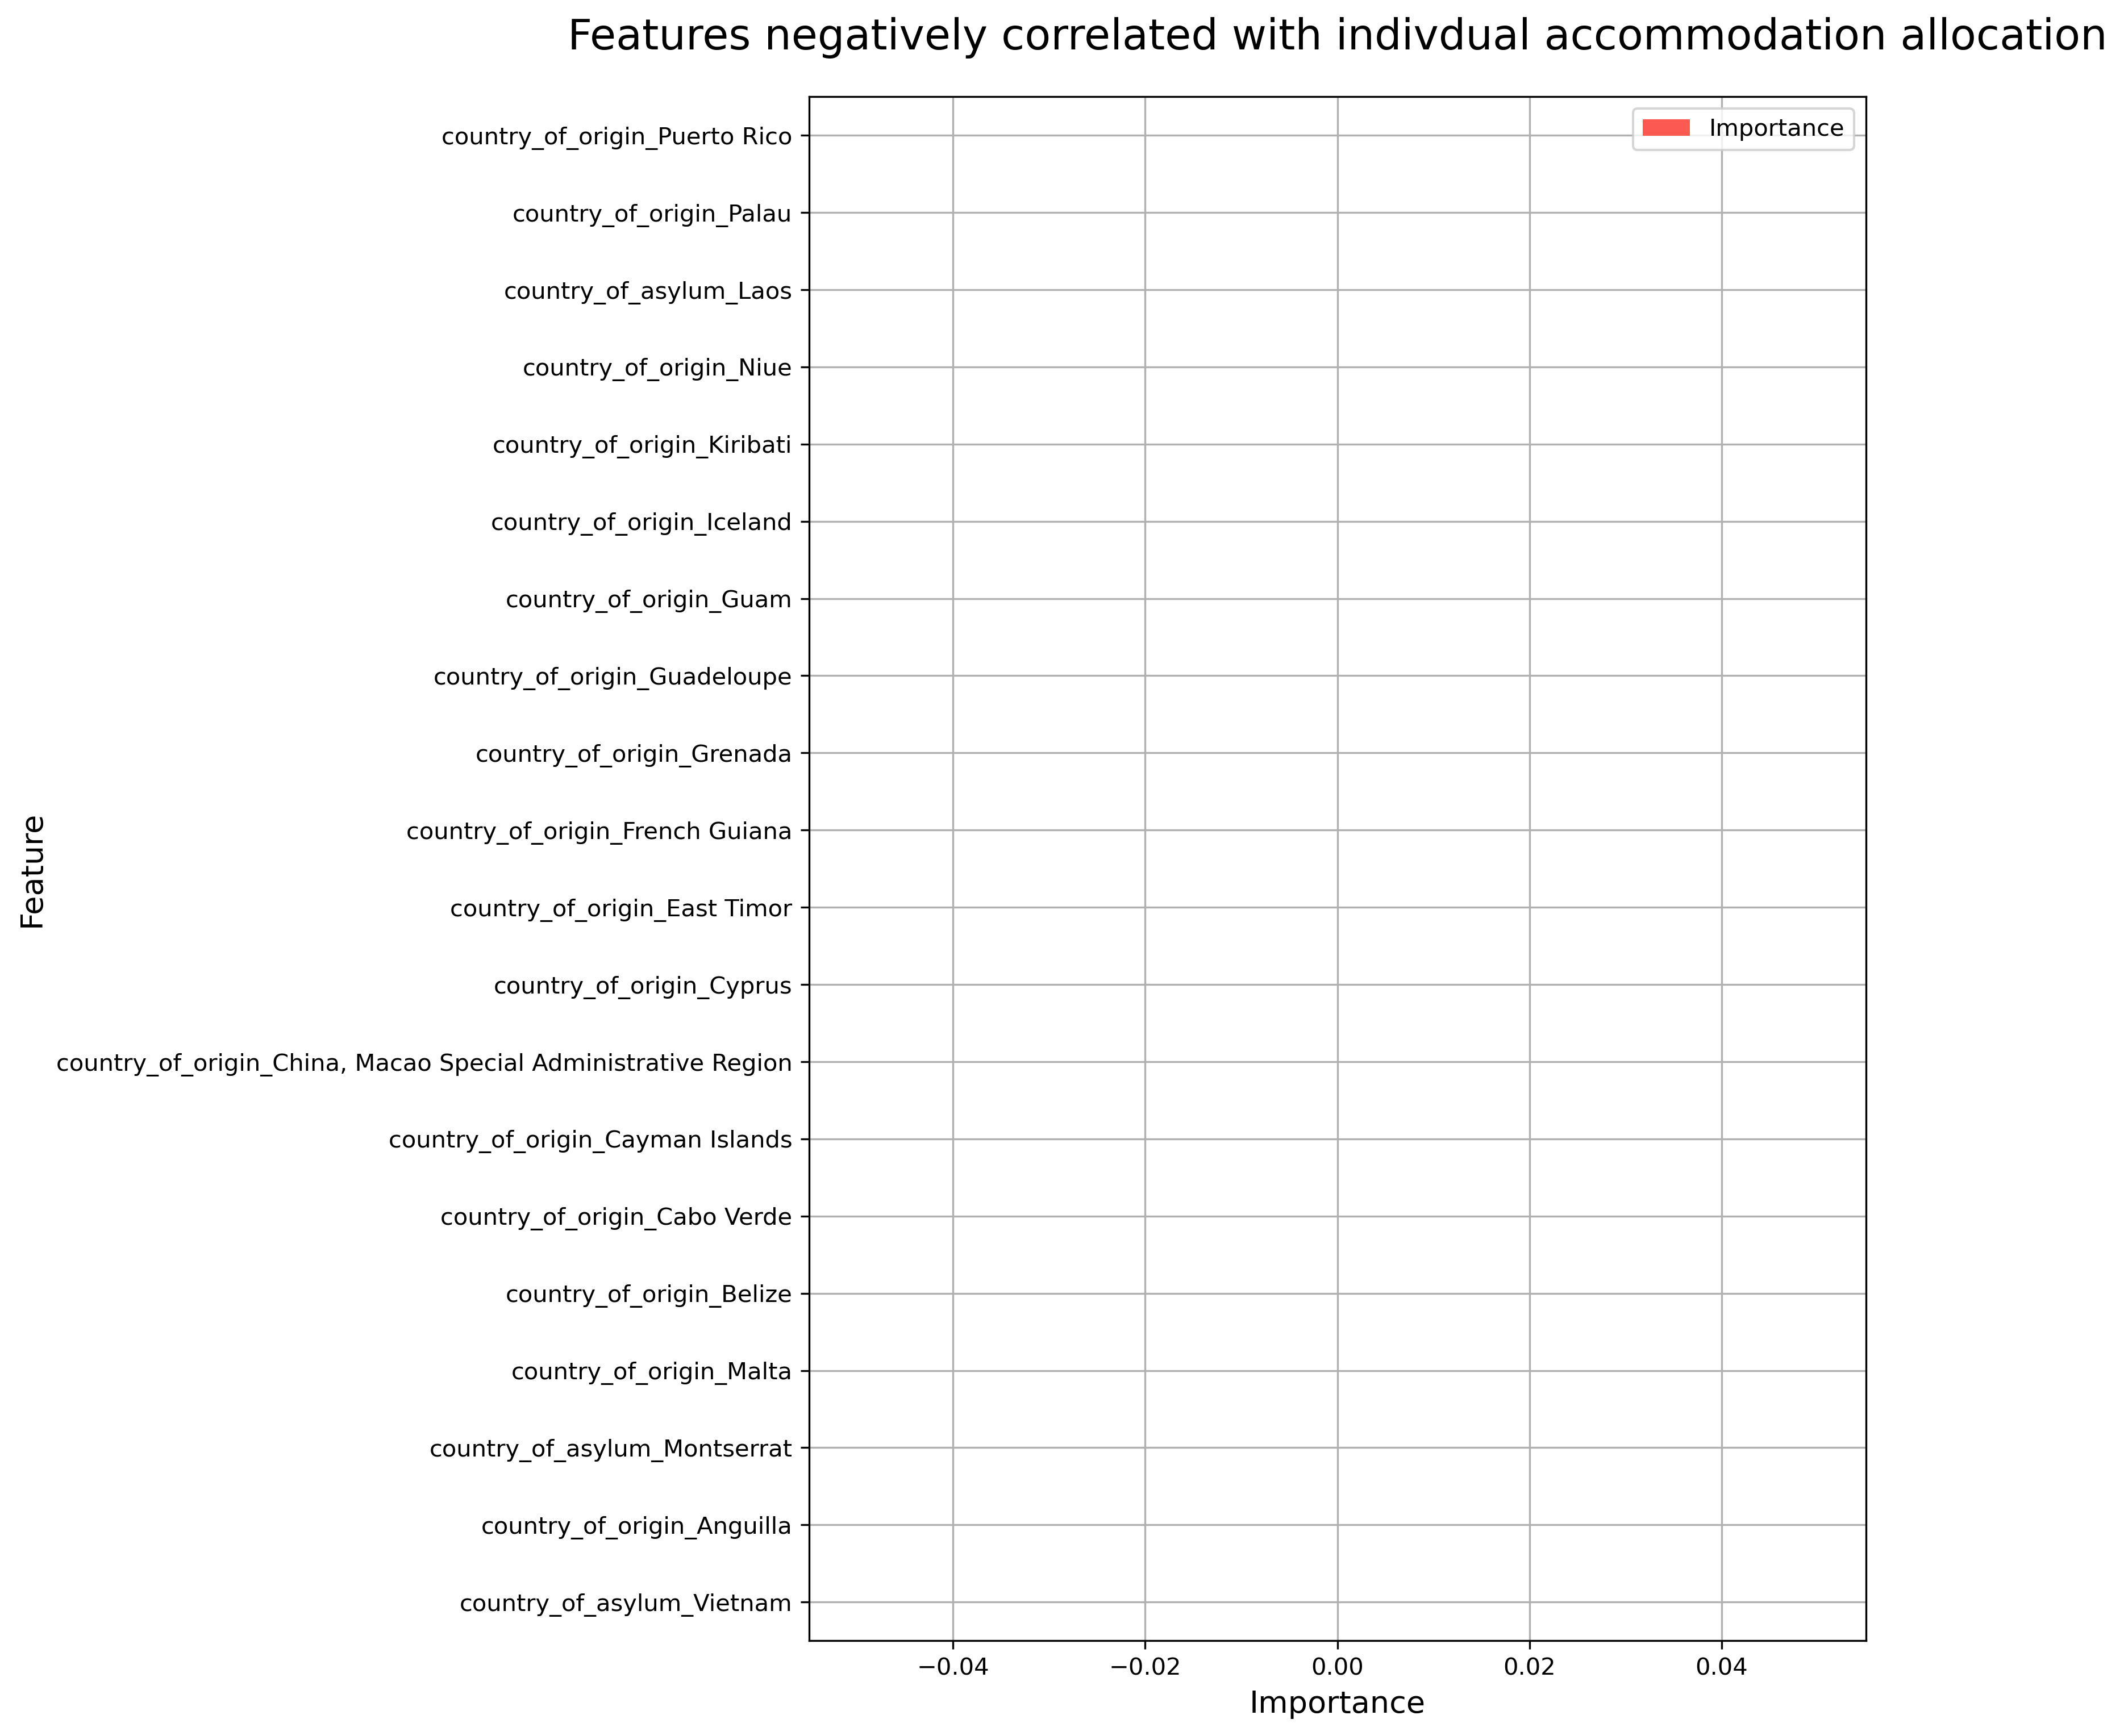 Features negatively correlated with indivdual accommodation allocation
Importance
country_of_origin_Puerto Rico
country_of_origin_Palau
country_of_asylum_Laos
country_of_origin_Niue
country_of_origin_Kiribati
country_of_origin_Iceland
country_of_origin_Guam
country_of_origin_Guadeloupe
country_of_origin_Grenada
country_of_origin_French Guiana
country_of_origin_East Timor
country_of_origin_Cyprus
country_of_origin_China, Macao Special Administrative Region
country_of_origin_Cayman Islands
country_of_origin_Cabo Verde
country_of_origin_Belize
country_of_origin_Malta
country_of_asylum_Montserrat
country_of_origin_Anguilla
country_of_asylum_Vietnam
Feature
−0.04 −0.02 0.00 0.02 0.04
Importance